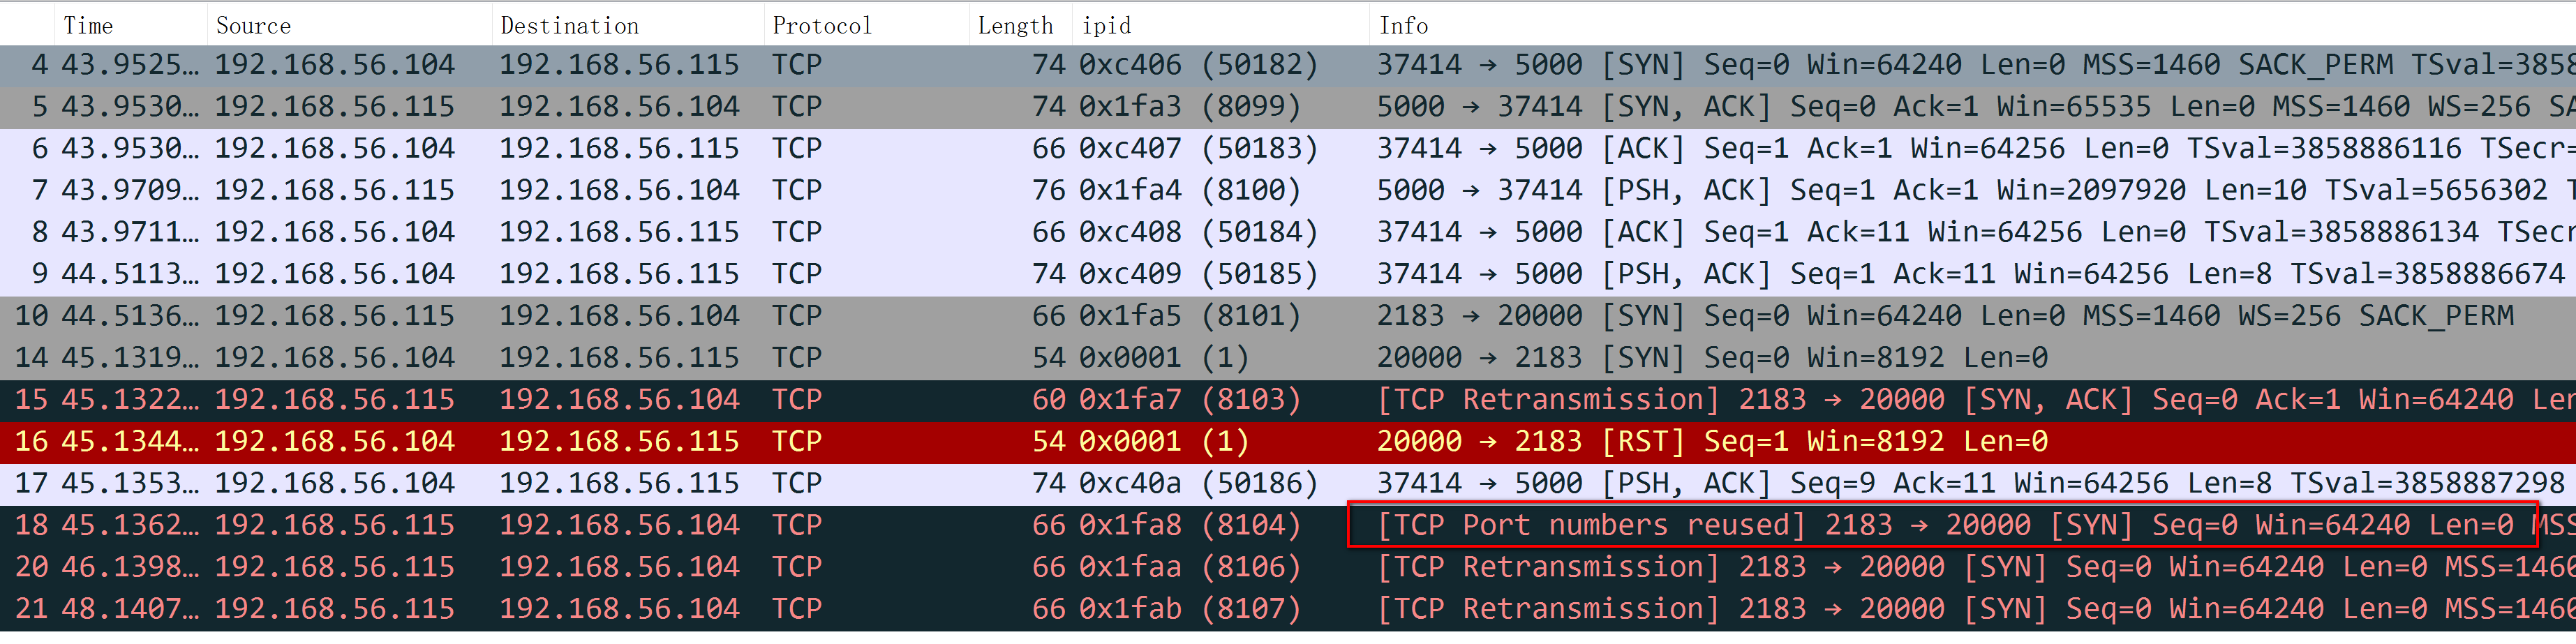 Time Source Destination Protocol Length ipid Info
4 43.9525… 192.168.56.104 192.168.56.115 TCP 74 0xc406 (50182) 37414 → 5000 [SYN] Seq=0 Win=64240 Len=0 MSS=1460 SACK_PERM TSval=3858
5 43.9530… 192.168.56.115 192.168.56.104 TCP 74 0x1fa3 (8099) 5000 → 37414 [SYN, ACK] Seq=0 Ack=1 Win=65535 Len=0 MSS=1460 WS=256 SA
6 43.9530… 192.168.56.104 192.168.56.115 TCP 66 0xc407 (50183) 37414 → 5000 [ACK] Seq=1 Ack=1 Win=64256 Len=0 TSval=3858886116 TSecr=
7 43.9709… 192.168.56.115 192.168.56.104 TCP 76 0x1fa4 (8100) 5000 → 37414 [PSH, ACK] Seq=1 Ack=1 Win=2097920 Len=10 TSval=5656302 T
8 43.9711… 192.168.56.104 192.168.56.115 TCP 66 0xc408 (50184) 37414 → 5000 [ACK] Seq=1 Ack=11 Win=64256 Len=0 TSval=3858886134 TSecr
9 44.5113… 192.168.56.104 192.168.56.115 TCP 74 0xc409 (50185) 37414 → 5000 [PSH, ACK] Seq=1 Ack=11 Win=64256 Len=8 TSval=3858886674
10 44.5136… 192.168.56.115 192.168.56.104 TCP 66 0x1fa5 (8101) 2183 → 20000 [SYN] Seq=0 Win=64240 Len=0 MSS=1460 WS=256 SACK_PERM
14 45.1319… 192.168.56.104 192.168.56.115 TCP 54 0x0001 (1) 20000 → 2183 [SYN] Seq=0 Win=8192 Len=0
15 45.1322… 192.168.56.115 192.168.56.104 TCP 60 0x1fa7 (8103) [TCP Retransmission] 2183 → 20000 [SYN, ACK] Seq=0 Ack=1 Win=64240 Len
16 45.1344… 192.168.56.104 192.168.56.115 TCP 54 0x0001 (1) 20000 → 2183 [RST] Seq=1 Win=8192 Len=0
17 45.1353… 192.168.56.104 192.168.56.115 TCP 74 0xc40a (50186) 37414 → 5000 [PSH, ACK] Seq=9 Ack=11 Win=64256 Len=8 TSval=3858887298
18 45.1362… 192.168.56.115 192.168.56.104 TCP 66 0x1fa8 (8104) [TCP Port numbers reused] 2183 → 20000 [SYN] Seq=0 Win=64240 Len=0 MSS
20 46.1398… 192.168.56.115 192.168.56.104 TCP 66 0x1faa (8106) [TCP Retransmission] 2183 → 20000 [SYN] Seq=0 Win=64240 Len=0 MSS=1460
21 48.1407… 192.168.56.115 192.168.56.104 TCP 66 0x1fab (8107) [TCP Retransmission] 2183 → 20000 [SYN] Seq=0 Win=64240 Len=0 MSS=1460